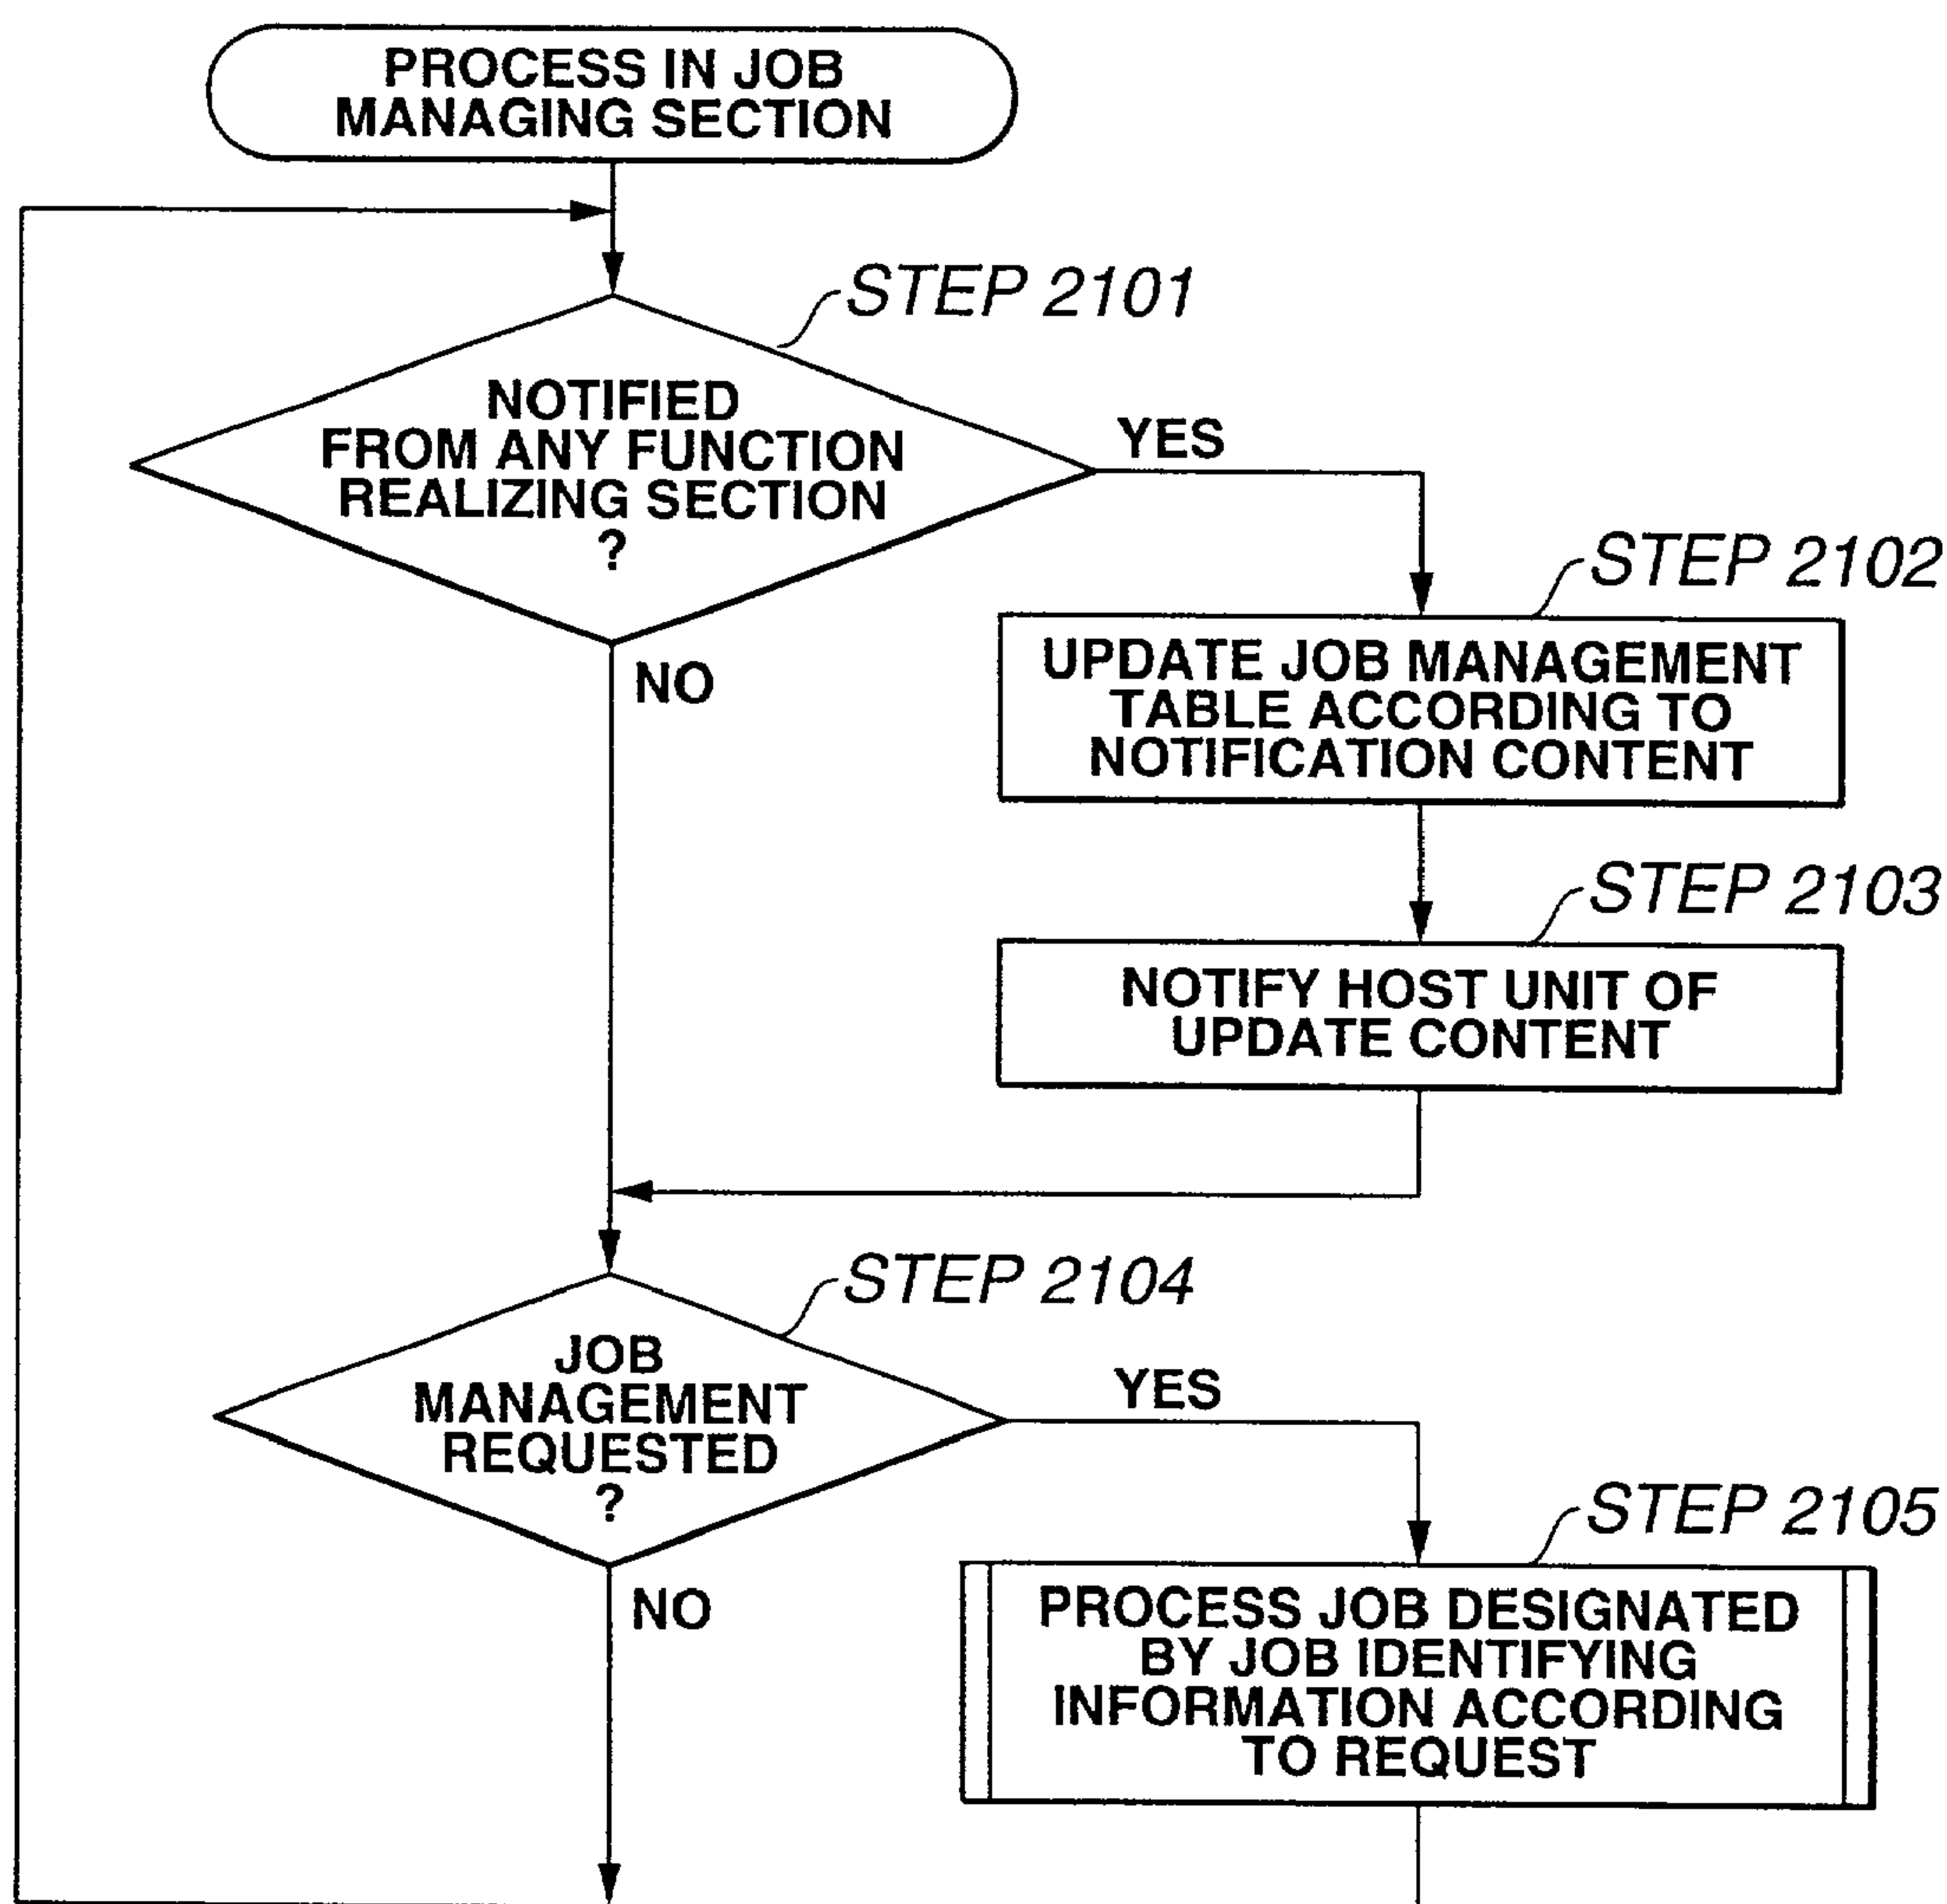 PROCESS IN JOB
MANAGING SECTION
STEP 2101
NOTIFIED
FROM ANY FUNCTION
REALIZING SECTION
?
YES
NO
STEP 2102
UPDATE JOB MANAGEMENT
TABLE ACCORDING TO
NOTIFICATION CONTENT
STEP 2103
NOTIFY HOST UNIT OF
UPDATE CONTENT
STEP 2104
JOB
MANAGEMENT
REQUESTED
?
YES
NO
STEP 2105
PROCESS JOB DESIGNATED
BY JOB IDENTIFYING
INFORMATION ACCORDING
TO REQUEST